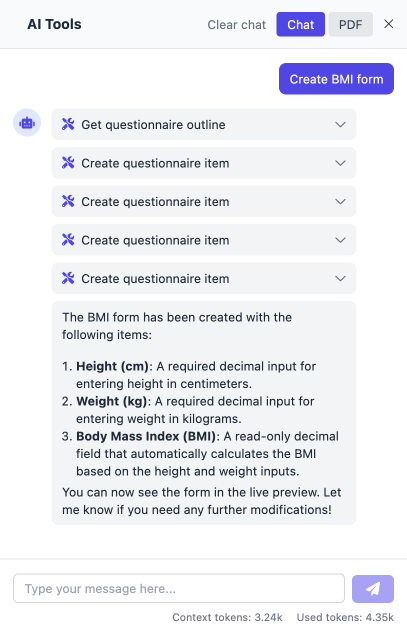 AI Tools
Clear chat
Chat
PDF
Create BMI form
Get questionnaire outline
Create questionnaire item
Create questionnaire item
Create questionnaire item
Create questionnaire item
The BMI form has been created with the
following items:
1. Height (cm): A required decimal input for
entering height in centimeters.
2. Weight (kg): A required decimal input for
entering weight in kilograms.
3. Body Mass Index (BMI): A read-only decimal
field that automatically calculates the BMI
based on the height and weight inputs.
You can now see the form in the live preview. Let
me know if you need any further modifications!
Type your message here...
Context tokens: 3.24k Used tokens: 4.35k